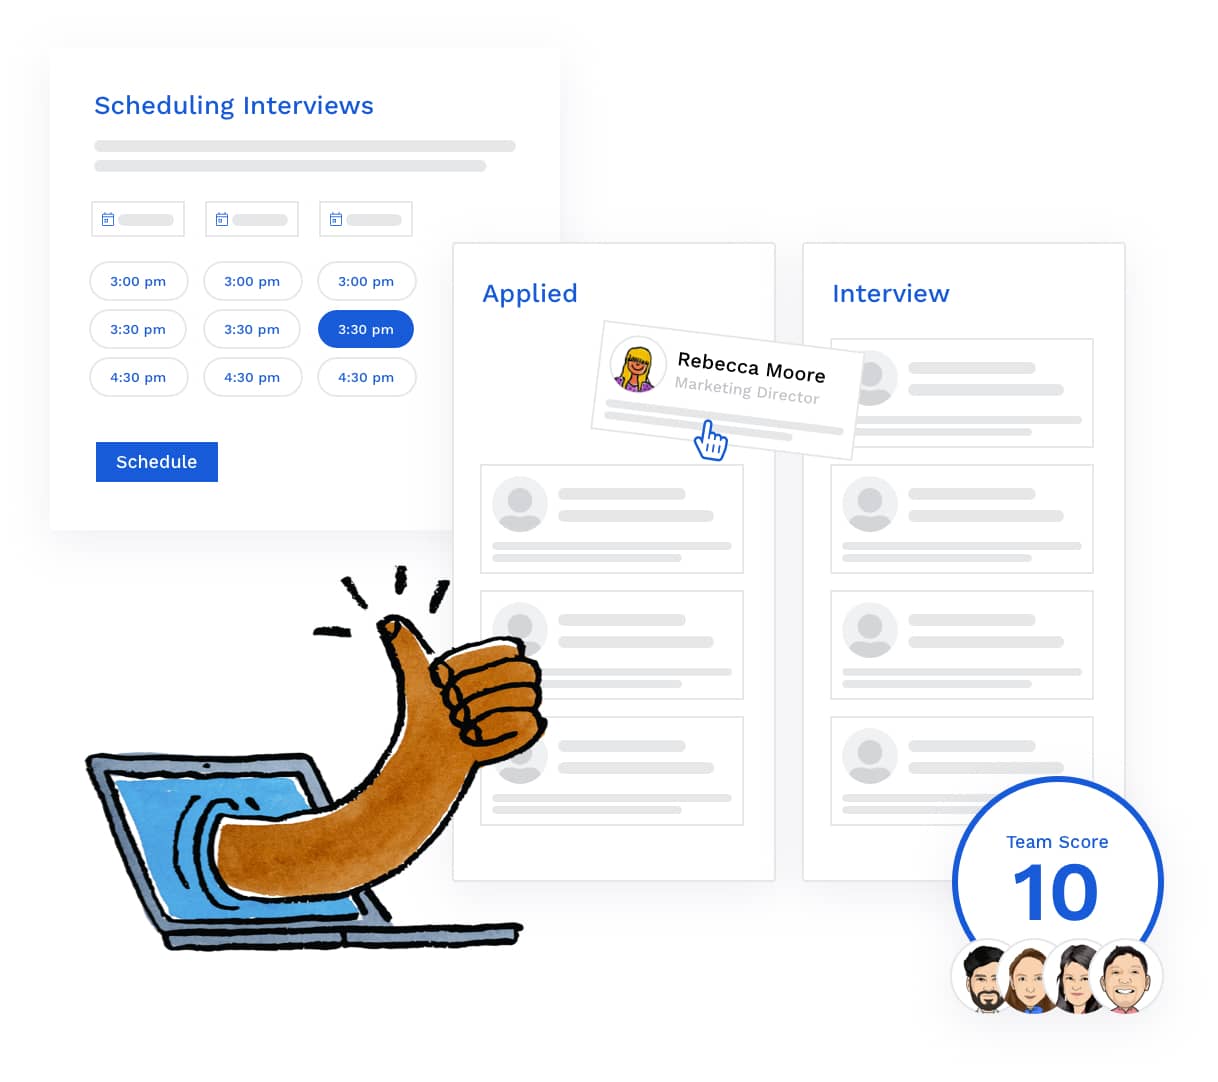 Scheduling Interviews
3:00 pm 3:00 pm 3:00 pm
3:30 pm 3:30 pm 3:30 pm
4:30 pm 4:30 pm 4:30 pm
Schedule
Applied
Rebecca Moore
Marketing Director
Interview
Team Score
10